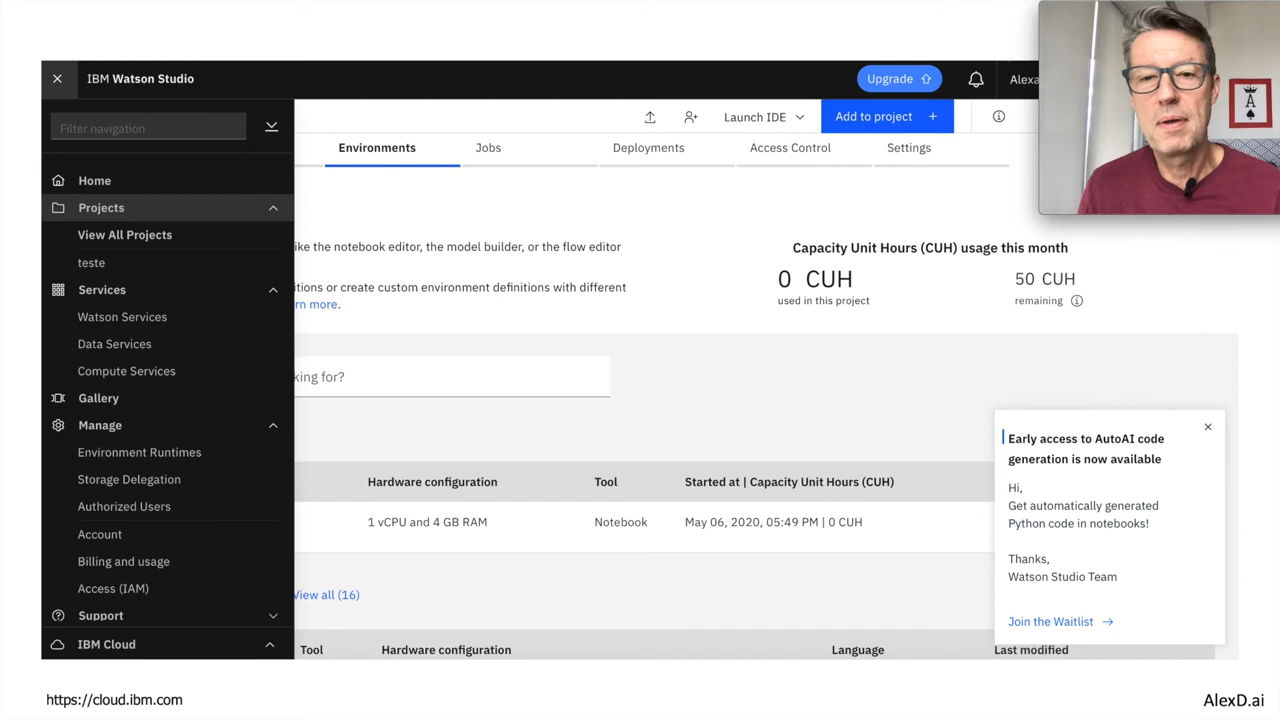 IBM Watson Studio
Upgrade
Alexa
Filter navigation
Launch IDE
Add to project +
Home
Projects
View All Projects
teste
Services
Watson Services
Data Services
Compute Services
Gallery
Manage
Environment Runtimes
Storage Delegation
Authorized Users
Account
Billing and usage
Access (IAM)
Support
IBM Cloud
Environments
Jobs
Deployments
Access Control
Settings
ike the notebook editor, the model builder, or the flow editor
itions or create custom environment definitions with different
rn more.
Capacity Unit Hours (CUH) usage this month
0 CUH
used in this project
50 CUH
remaining
king for?
Hardware configuration
Tool
Started at | Capacity Unit Hours (CUH)
1 vCPU and 4 GB RAM
Notebook
May 06, 2020, 05:49 PM | 0 CUH
View all (16)
Tool
Hardware configuration
Language
Last modified
Early access to AutoAI code
generation is now available
Hi,
Get automatically generated
Python code in notebooks!
Thanks,
Watson Studio Team
Join the Waitlist →
A
https://cloud.ibm.com
AlexD.ai